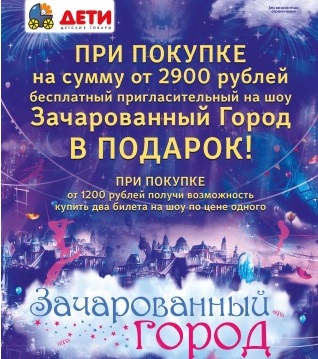 ДЕТИ
ДЕТСКИЕ ТОВАРЫ
ПРИ ПОКУПКЕ
на сумму от 2900 рублей
бесплатный пригласительный на шоу
Зачарованный Город
В ПОДАРОК!
ПРИ ПОКУПКЕ
от 1200 рублей получи возможность
купить два билета на шоу по цене одного
Зачарованный
ГОРОД